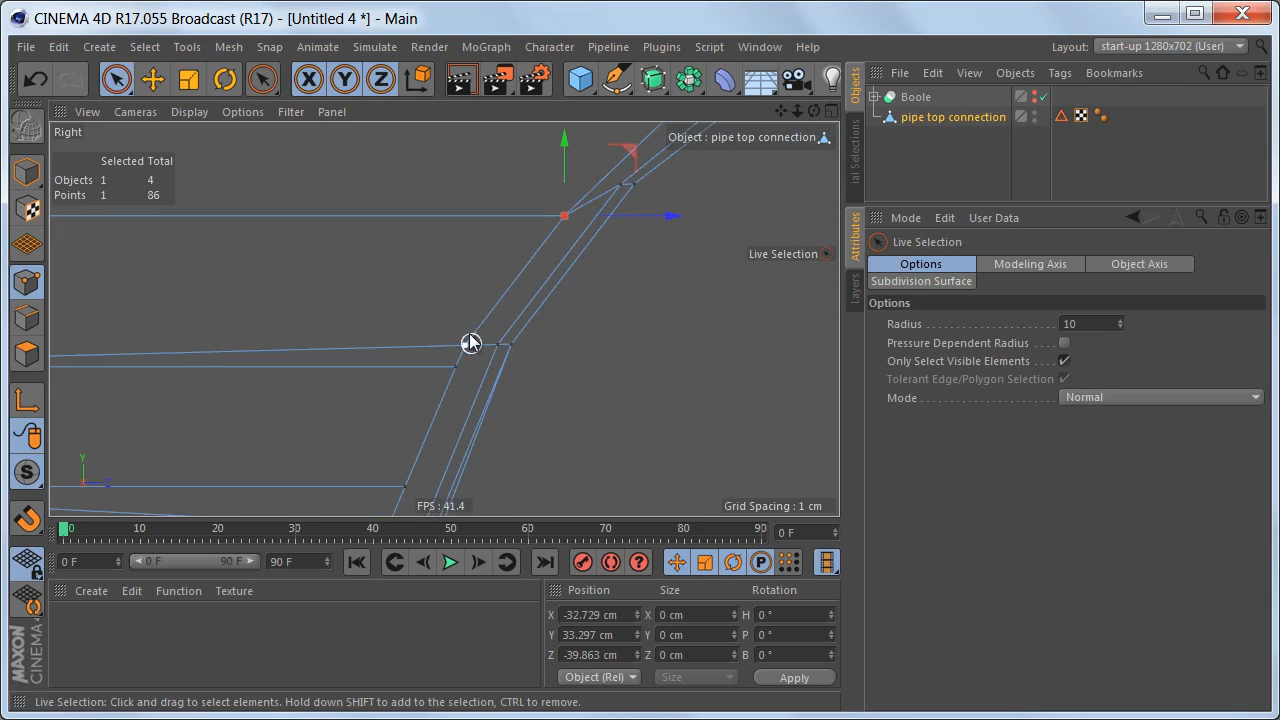 CINEMA 4D R17.055 Broadcast (R17) - [Untitled 4 *] - Main
File Edit Create Select Tools Mesh Snap Animate Simulate Render MoGraph Character Pipeline Plugins Script Window Help Layout: start-up 1280x702 (User)
X Y Z
File Edit View Objects Tags Bookmarks
Boole
pipe top connection
Objects
View Cameras Display Options Filter Panel
Right
Object : pipe top connection
Selected Total
Objects 1 4
Points 1 86
Live Selection
FPS : 41.4
Grid Spacing : 1 cm
Y
Z
Attributes
Layers
Mode Edit User Data
Live Selection
Options Modeling Axis Object Axis
Subdivision Surface
Options
Radius 10
Pressure Dependent Radius
Only Select Visible Elements
Tolerant Edge/Polygon Selection
Mode Normal
0 10 20 30 40 50 60 70 80 90 0 F
0 F 0 F 90 F 90 F
P
S
Create Edit Function Texture
Position Size Rotation
X -32.729 cm X 0 cm H 0 °
Y 33.297 cm Y 0 cm P 0 °
Z -39.863 cm Z 0 cm B 0 °
Object (Rel) Size Apply
MAXON CINEMA 4D
Live Selection: Click and drag to select elements. Hold down SHIFT to add to the selection, CTRL to remove.